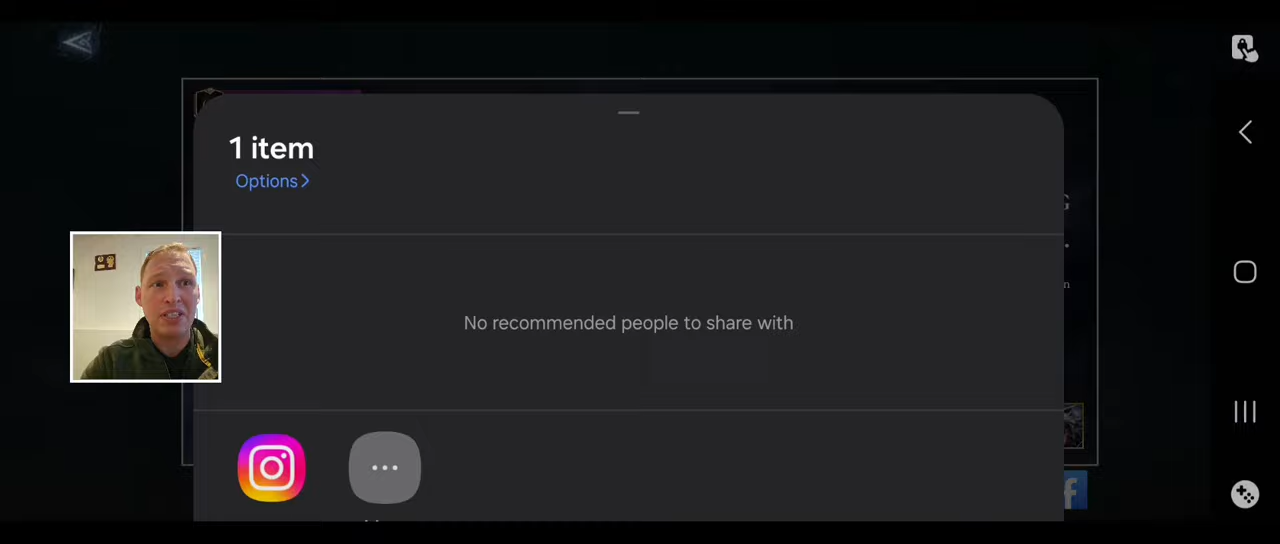 1 item
Options
No recommended people to share with
G
n
f